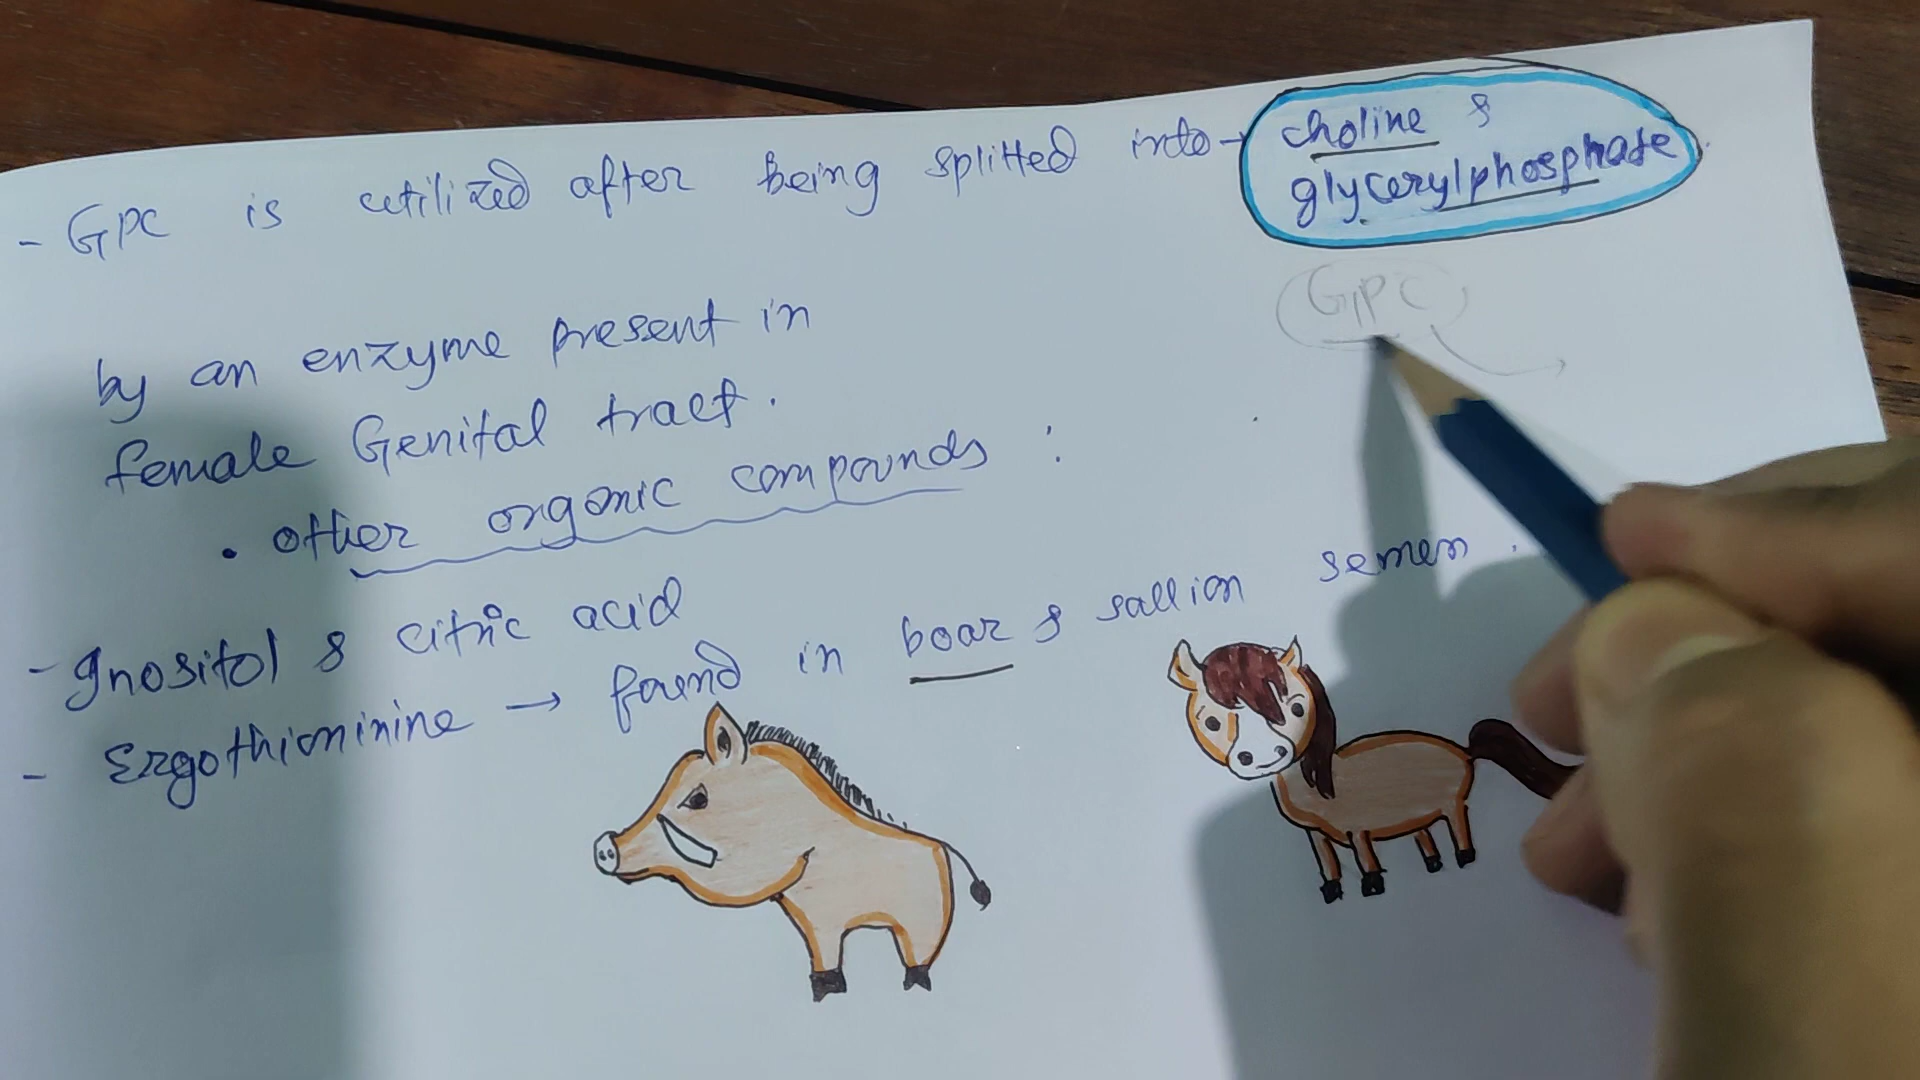 - GPC is utilized after being splitted into → choline &
glycerylphosphate.
GPC
by an enzyme present in
female Genital tract.
• other organic compounds :
- Inositol & citric acid
- Ergothioninine → found in boar & sallion semen.